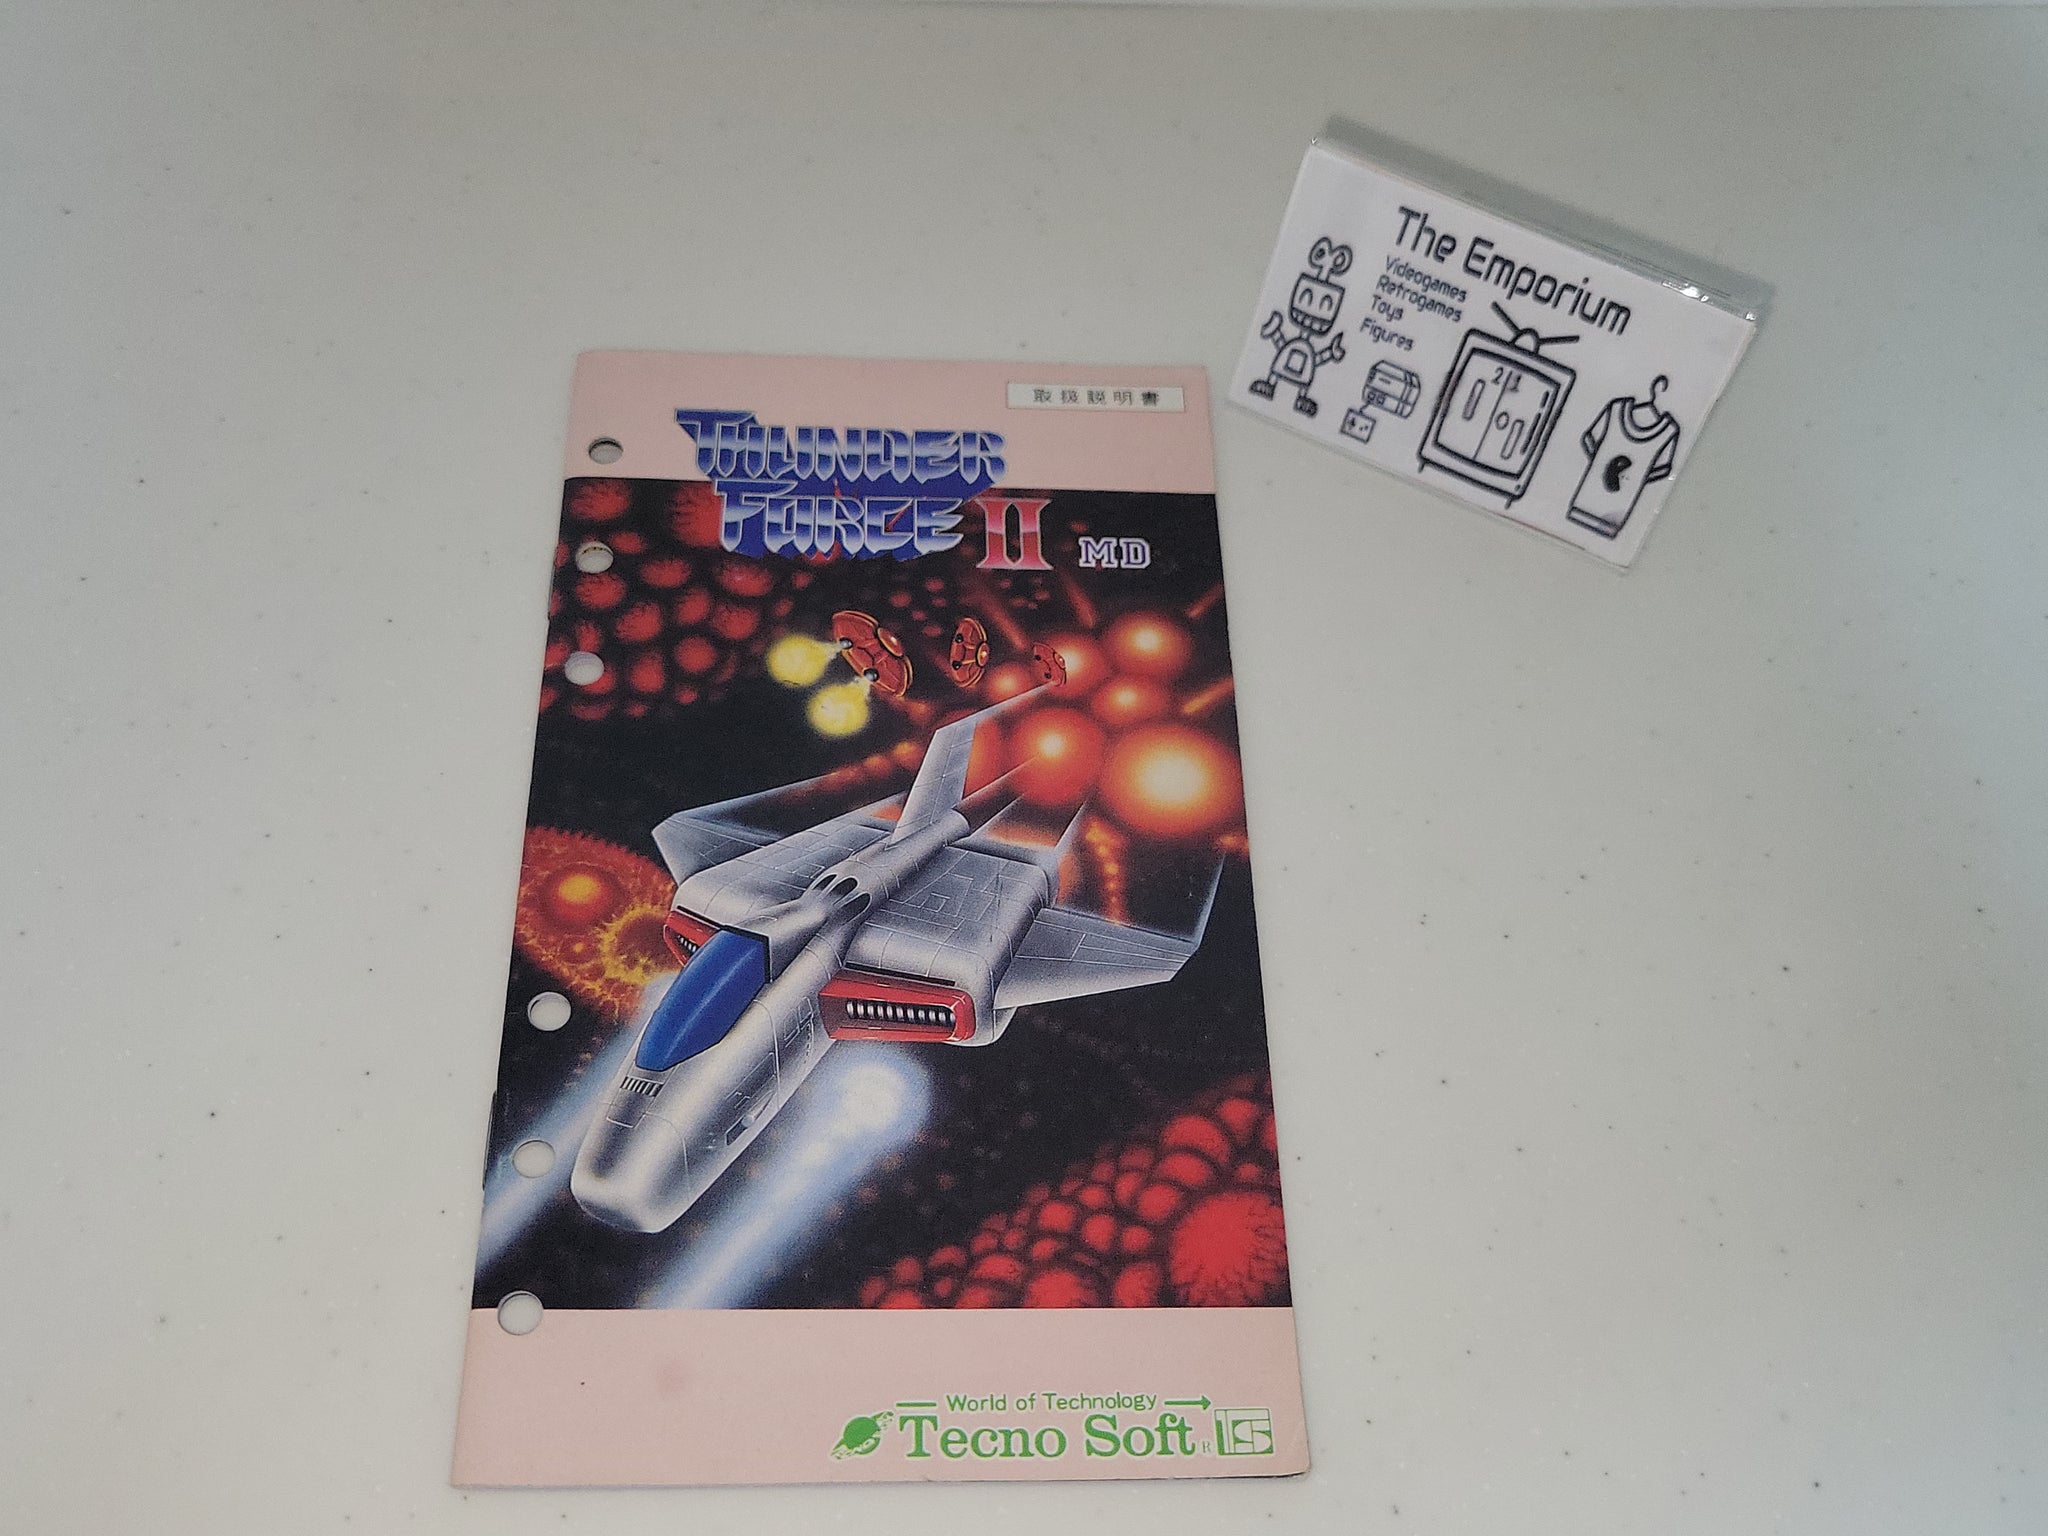 取扱説明書
THUNDER
FORCE II MD
World of Technology
Tecno Soft R
The Emporium
Videogames
Retrogames
Toys
Figures
21